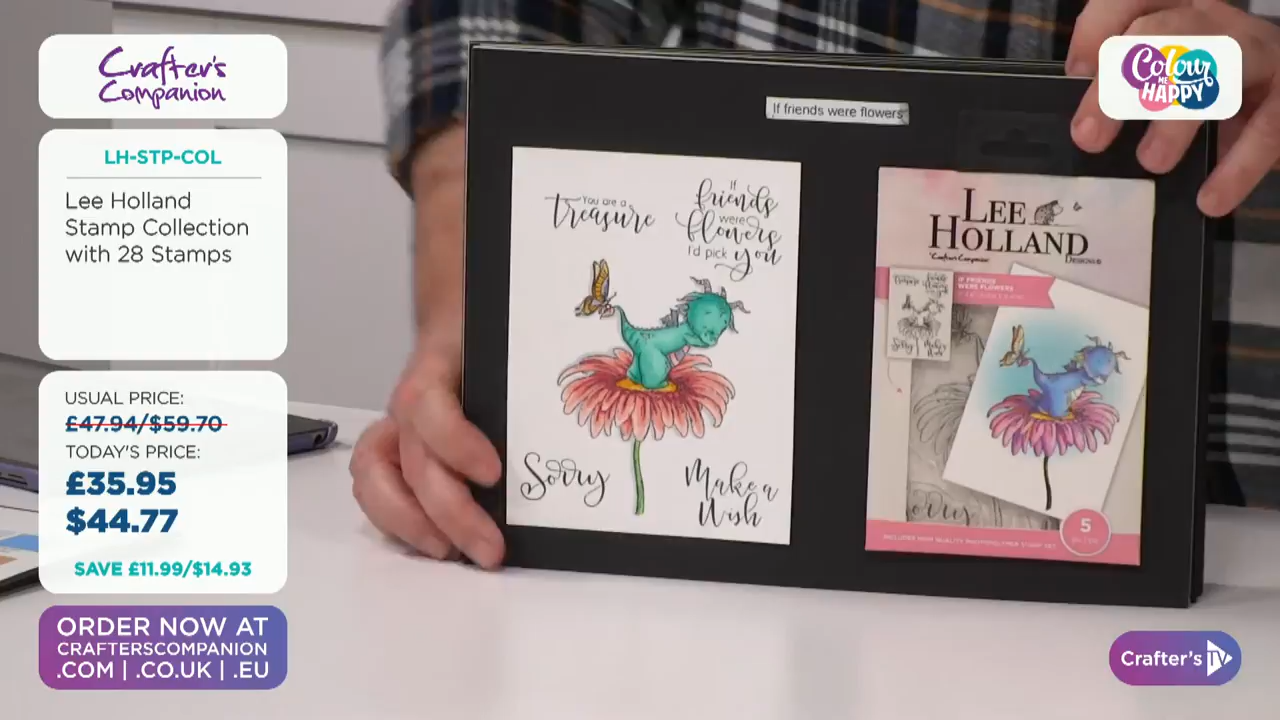 Crafter's
Companion
LH-STP-COL
Lee Holland
Stamp Collection
with 28 Stamps
USUAL PRICE:
£47.94/$59.70
TODAY'S PRICE:
£35.95
$44.77
SAVE £11.99/$14.93
ORDER NOW AT
CRAFTERSCOMPANION
.COM | .CO.UK | .EU
If friends were flowers
You are a
treasure
If
friends
were
flowers
I'd pick you
Sorry
Make a
Wish
LEE
HOLLAND
DESIGNS
Crafter's Companion
IF FRIENDS
WERE FLOWERS
Sorry
Make a
Wish
5
Colour
ME
HAPPY
Crafter's TV